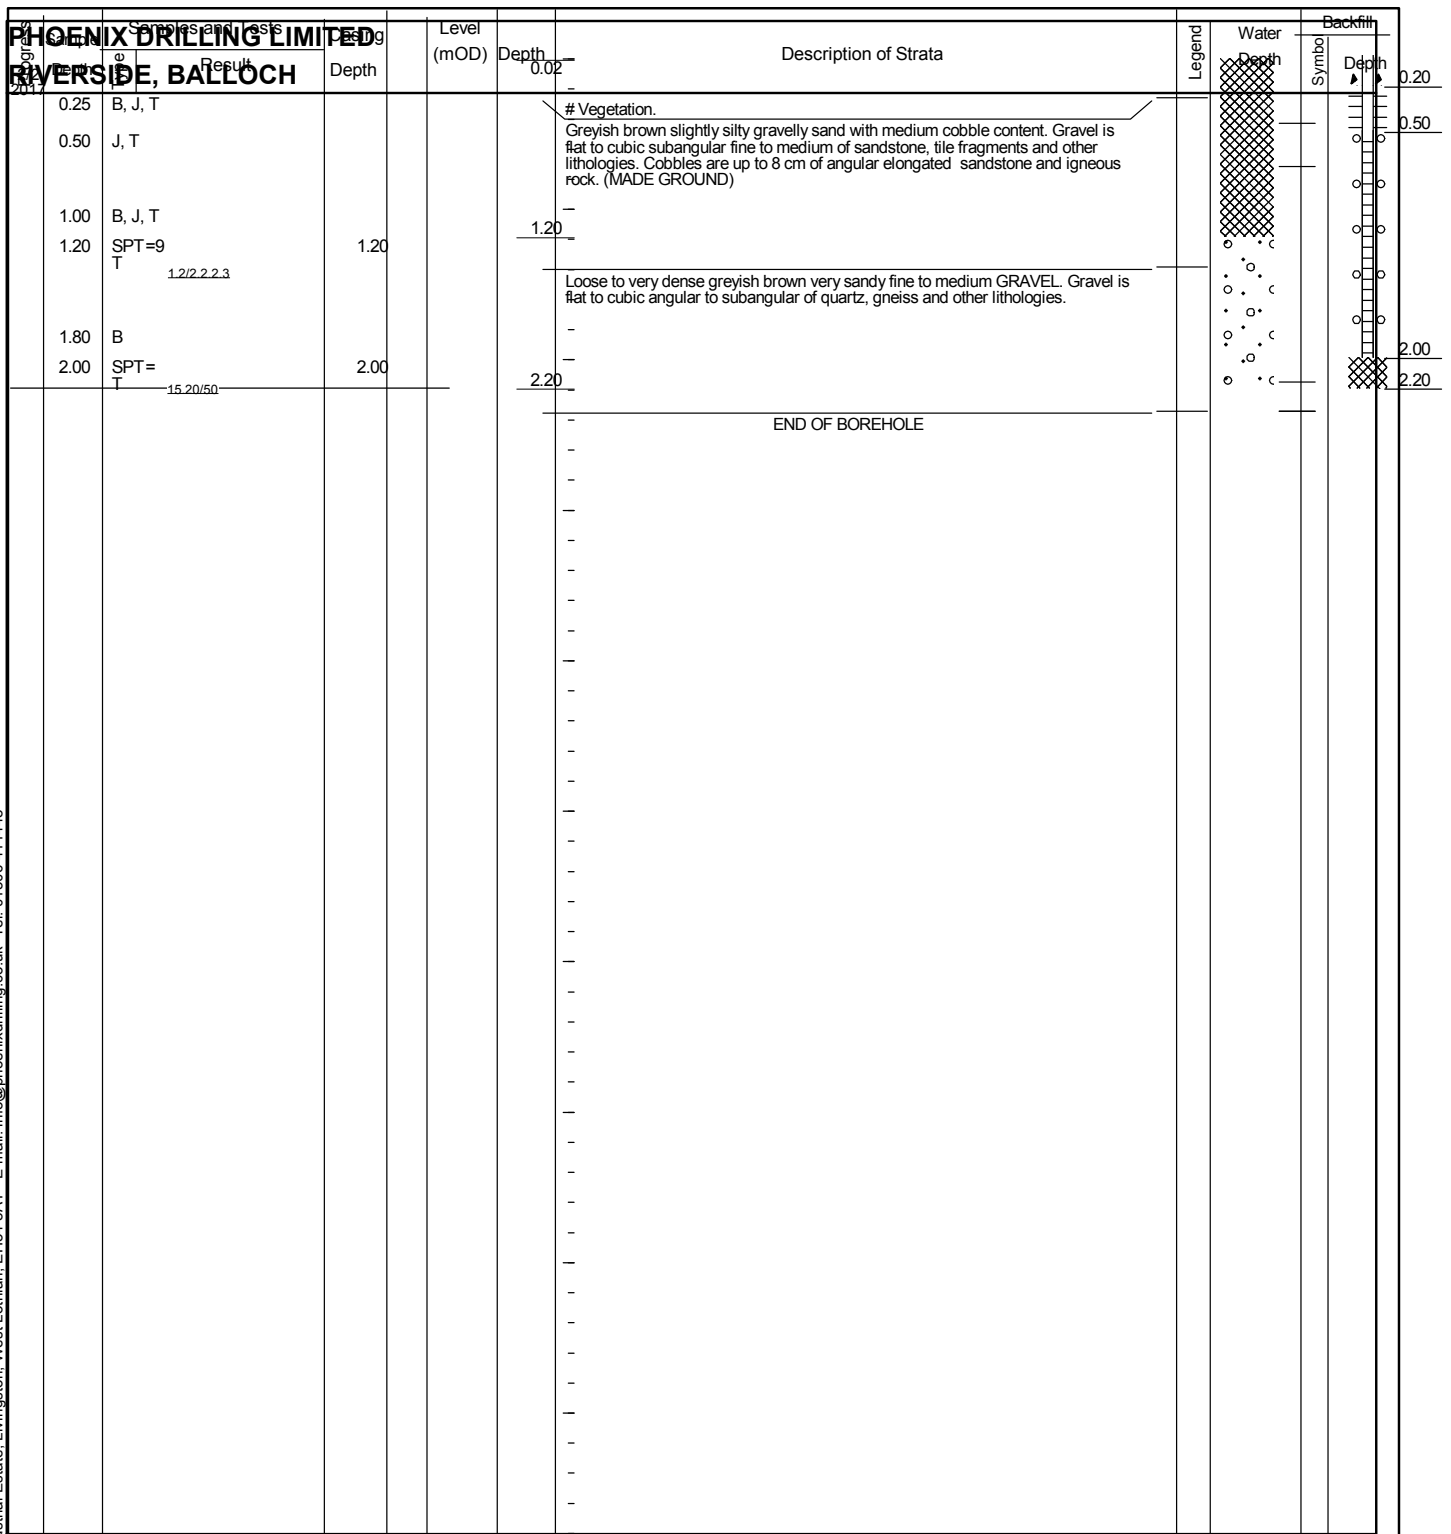 PHOENIX DRILLING LIMITED
RIVERSIDE, BALLOCH
Progress
2017
Sample
Depth
Samples and Tests
Type
Result
Casing
Depth
Level
(mOD)
Depth
Description of Strata
Legend
Water
Depth
Backfill
Symbol
Depth
0.02
0.20
0.25 B, J, T
# Vegetation.
0.50
0.50 J, T
Greyish brown slightly silty gravelly sand with medium cobble content. Gravel is
flat to cubic subangular fine to medium of sandstone, tile fragments and other
lithologies. Cobbles are up to 8 cm of angular elongated sandstone and igneous
rock. (MADE GROUND)
1.00 B, J, T
1.20
1.20 SPT=9 1.20
T
1.2/2.2.2.3
Loose to very dense greyish brown very sandy fine to medium GRAVEL. Gravel is
flat to cubic angular to subangular of quartz, gneiss and other lithologies.
1.80 B
2.00
2.00 SPT= 2.00
T
15.20/50
2.20
2.20
END OF BOREHOLE